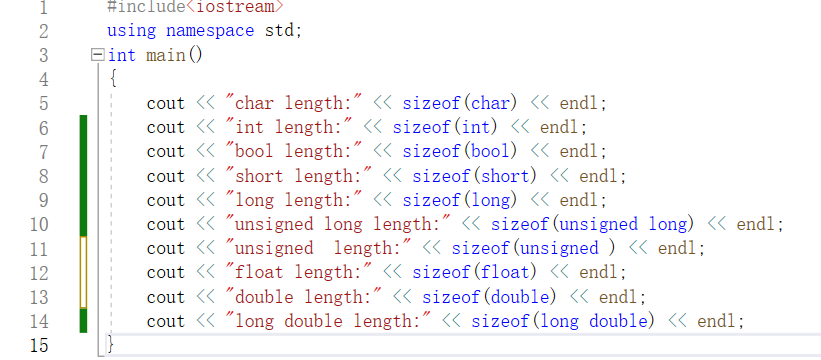 1 #include<iostream>
2 using namespace std;
3 int main()
4 {
5 cout << "char length:" << sizeof(char) << endl;
6 cout << "int length:" << sizeof(int) << endl;
7 cout << "bool length:" << sizeof(bool) << endl;
8 cout << "short length:" << sizeof(short) << endl;
9 cout << "long length:" << sizeof(long) << endl;
10 cout << "unsigned long length:" << sizeof(unsigned long) << endl;
11 cout << "unsigned  length:" << sizeof(unsigned ) << endl;
12 cout << "float length:" << sizeof(float) << endl;
13 cout << "double length:" << sizeof(double) << endl;
14 cout << "long double length:" << sizeof(long double) << endl;
15 }